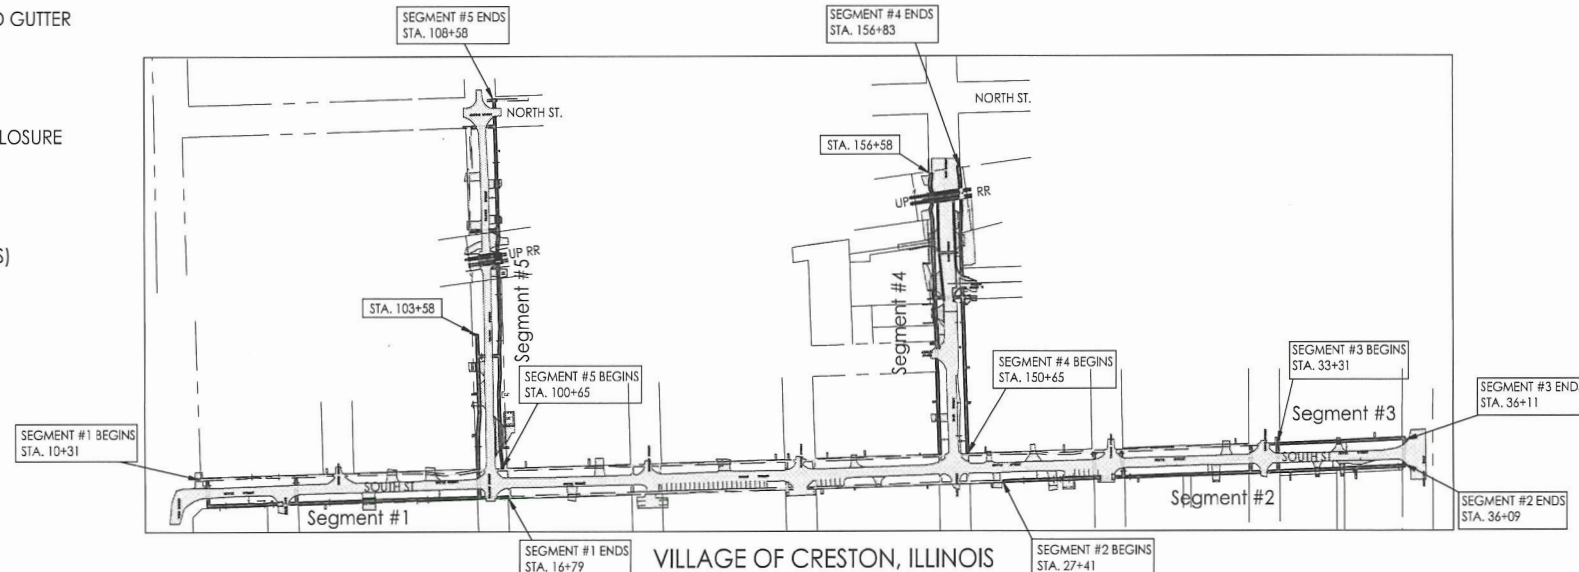 D GUTTER
LOSURE
S)
SEGMENT #5 ENDS
STA. 108+58
SEGMENT #4 ENDS
STA. 156+83
NORTH ST.
NORTH ST.
STA. 156+58
UP RR
UP RR
Segment #5
Segment #4
STA. 103+58
SEGMENT #5 BEGINS
STA. 100+65
SEGMENT #4 BEGINS
STA. 150+65
SEGMENT #3 BEGINS
STA. 33+31
SEGMENT #3 END
STA. 36+11
Segment #3
SEGMENT #1 BEGINS
STA. 10+31
SOUTH ST
SOUTH ST
Segment #1
Segment #2
SEGMENT #2 ENDS
STA. 36+09
SEGMENT #1 ENDS
STA. 16+79
VILLAGE OF CRESTON, ILLINOIS
SEGMENT #2 BEGINS
STA. 27+41